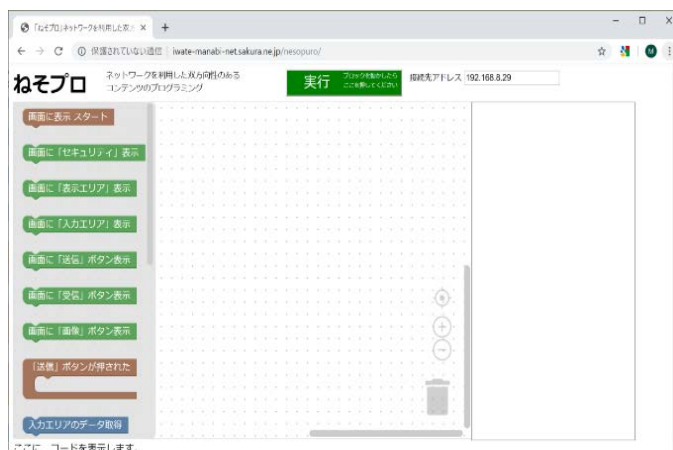 「ねそプロ」ネットワークを利用した双
保護されていない通信 | iwate-manabi-net.sakura.ne.jp/nesopuro/
M
ねそプロ
ネットワークを利用した双方向性のある
コンテンツのプログラミング
実行
ブロックを動かしたら
ここを押してください
接続先アドレス 192.168.8.29
画面に表示 スタート
画面に「セキュリティ」表示
画面に「表示エリア」表示
画面に「入力エリア」表示
画面に「送信」ボタン表示
画面に「受信」ボタン表示
画面に「画像」ボタン表示
「送信」ボタンが押された
入力エリアのデータ取得
ここに、コードを表示します。